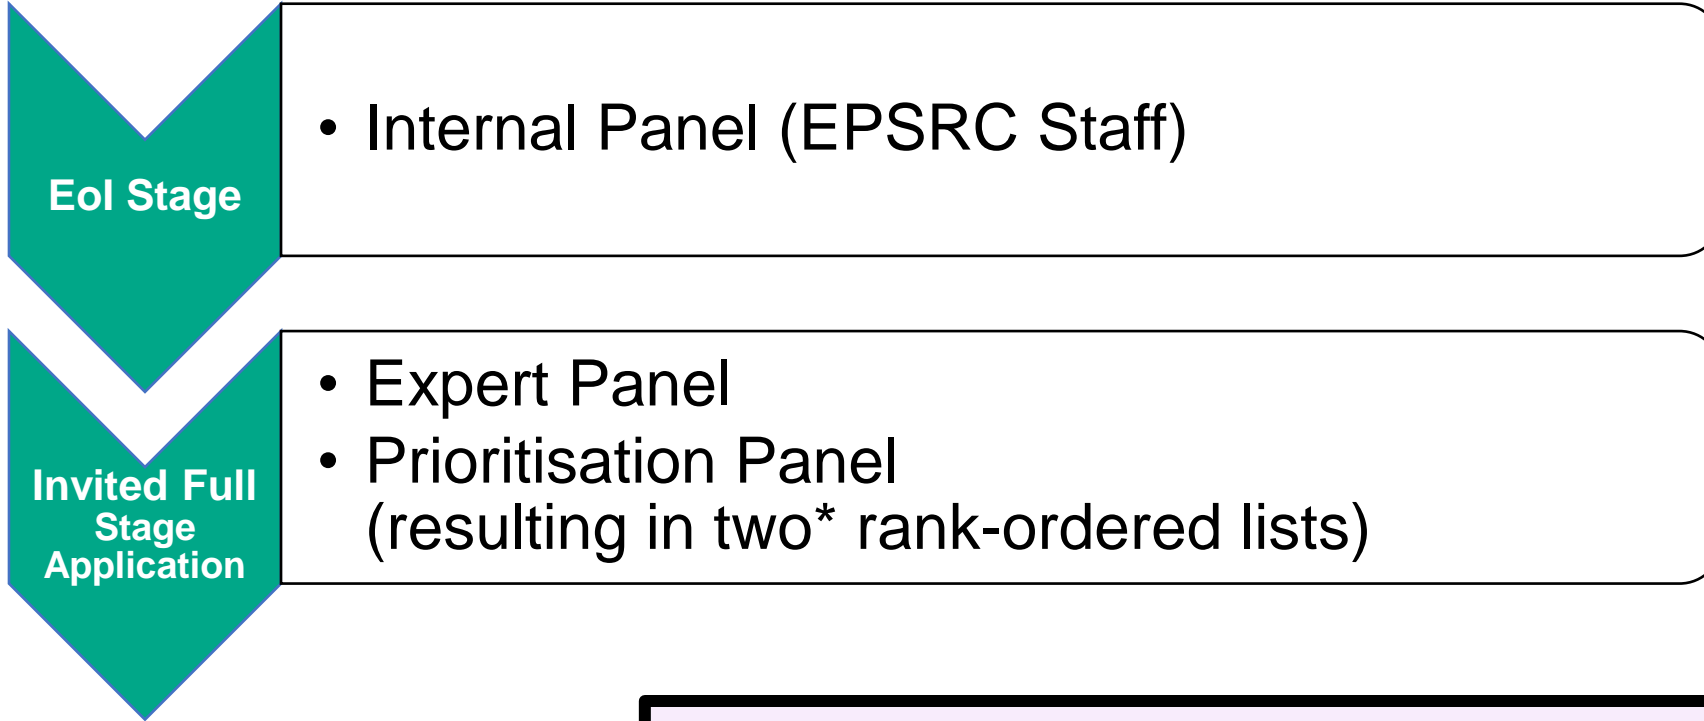 EoI Stage
• Internal Panel (EPSRC Staff)
Invited Full
Stage
Application
• Expert Panel
• Prioritisation Panel
(resulting in two* rank-ordered lists)